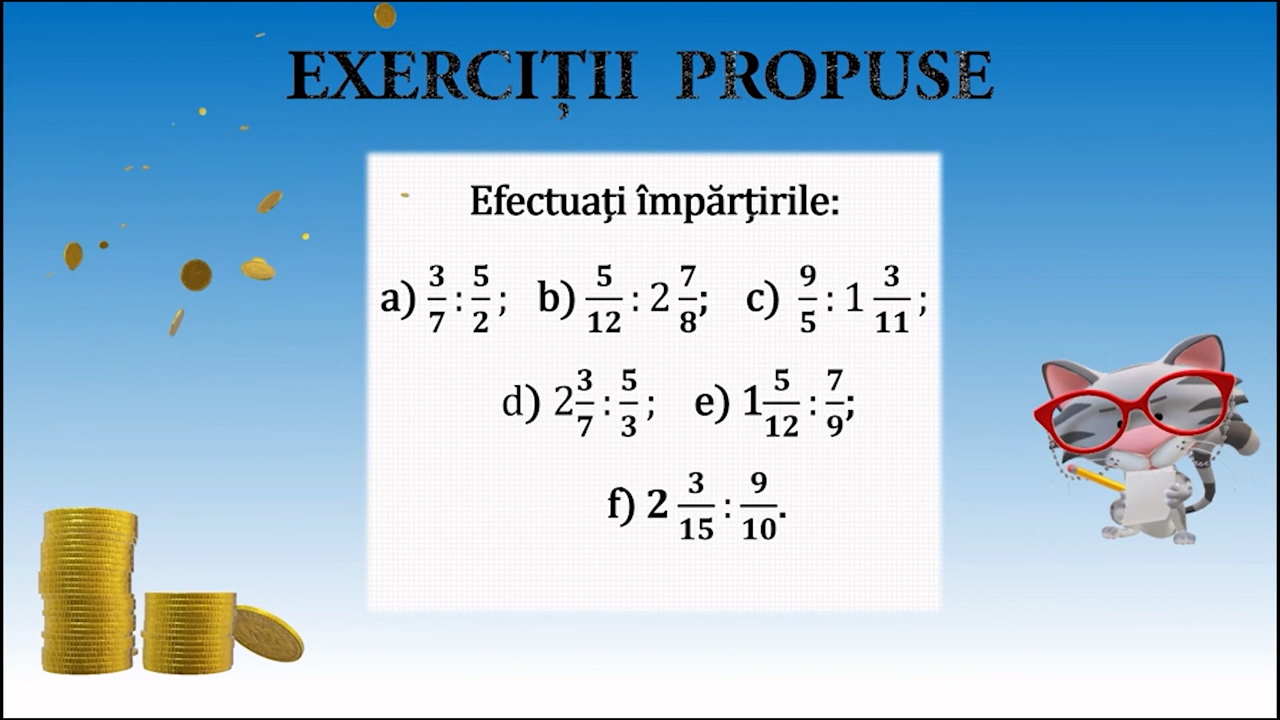 EXERCIȚII PROPUSE
Efectuați împărțirile:
a) 3/7 : 5/2 ; b) 5/12 : 2 7/8; c) 9/5 : 1 3/11 ;
d) 2 3/7 : 5/3 ; e) 1 5/12 : 7/9;
f) 2 3/15 : 9/10.